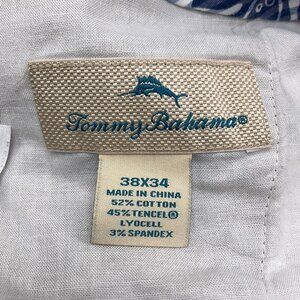 Tommy Bahama®
38X34
MADE IN CHINA
52% COTTON
45% TENCEL®
LYOCELL
3% SPANDEX